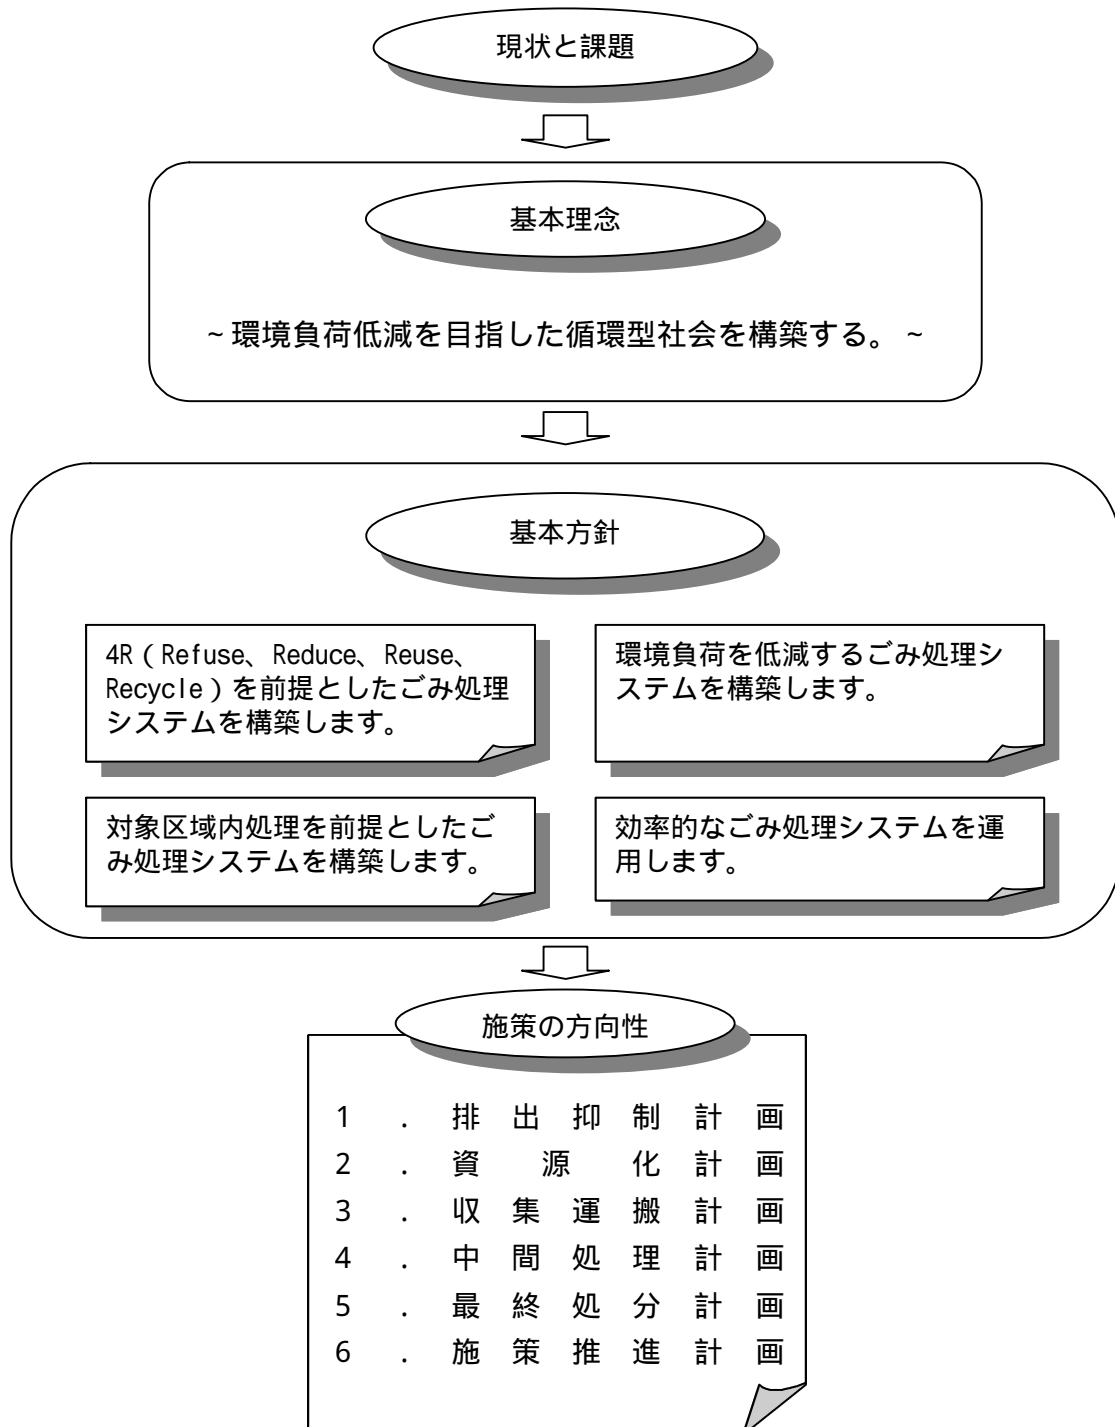 現状と課題
基本理念
~環境負荷低減を目指した循環型社会を構築する。~
基本方針
4R(Refuse、Reduce、Reuse、
Recycle)を前提としたごみ処理
システムを構築します。
環境負荷を低減するごみ処理シ
ステムを構築します。
対象区域内処理を前提としたご
み処理システムを構築します。
効率的なごみ処理システムを運
用します。
施策の方向性
1.排出抑制計画
2.資源化計画
3.収集運搬計画
4.中間処理計画
5.最終処分計画
6.施策推進計画